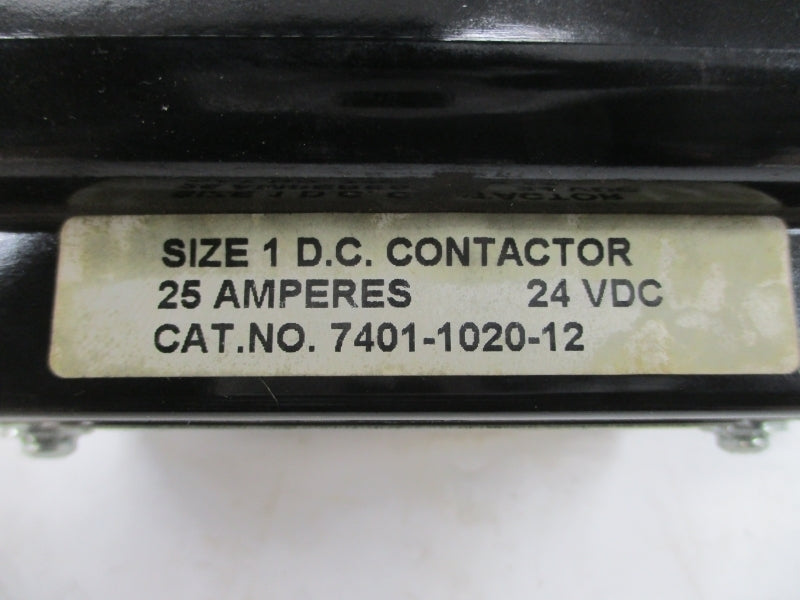 SIZE 1 D.C. CONTACTOR
25 AMPERES 24 VDC
CAT.NO. 7401-1020-12